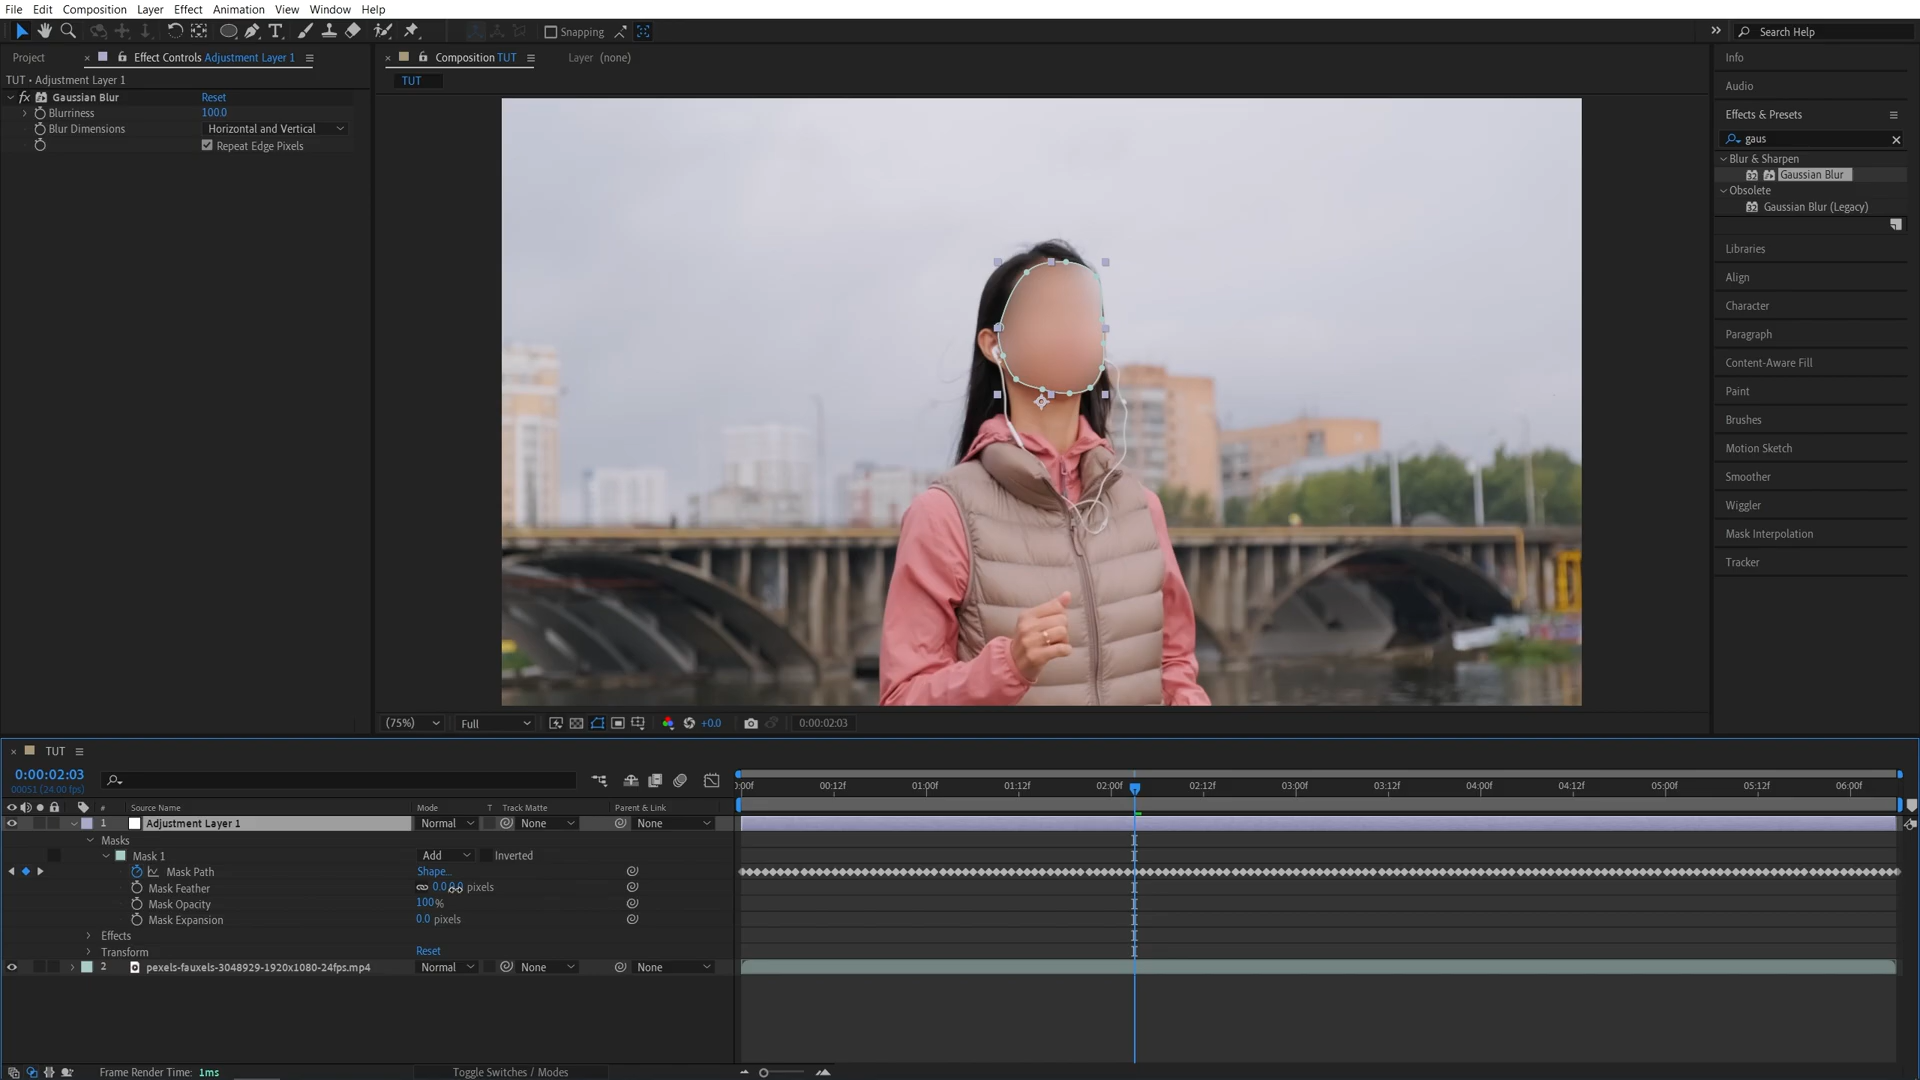 File Edit Composition Layer Effect Animation View Window Help
Snapping
Search Help
Project
Effect Controls Adjustment Layer 1
TUT • Adjustment Layer 1
fx Gaussian Blur Reset
Blurriness 100.0
Blur Dimensions Horizontal and Vertical
Repeat Edge Pixels
Composition TUT
Layer (none)
TUT
Info
Audio
Effects & Presets
gaus
Blur & Sharpen
32 Gaussian Blur
Obsolete
32 Gaussian Blur (Legacy)
Libraries
Align
Character
Paragraph
Content-Aware Fill
Paint
Brushes
Motion Sketch
Smoother
Wiggler
Mask Interpolation
Tracker
(75%) Full +0.0 0:00:02:03
TUT
0:00:02:03
00051 (24.00 fps)
:00f 00:12f 01:00f 01:12f 02:00f 02:12f 03:00f 03:12f 04:00f 04:12f 05:00f 05:12f 06:00f
# Source Name Mode T Track Matte Parent & Link
1 Adjustment Layer 1 Normal None None
Masks
Mask 1 Add Inverted
Mask Path Shape...
Mask Feather pixels
Mask Opacity 100%
Mask Expansion 0.0 pixels
Effects
Transform Reset
2 pexels-fauxels-3048929-1920x1080-24fps.mp4 Normal None None
Frame Render Time: 1ms Toggle Switches / Modes